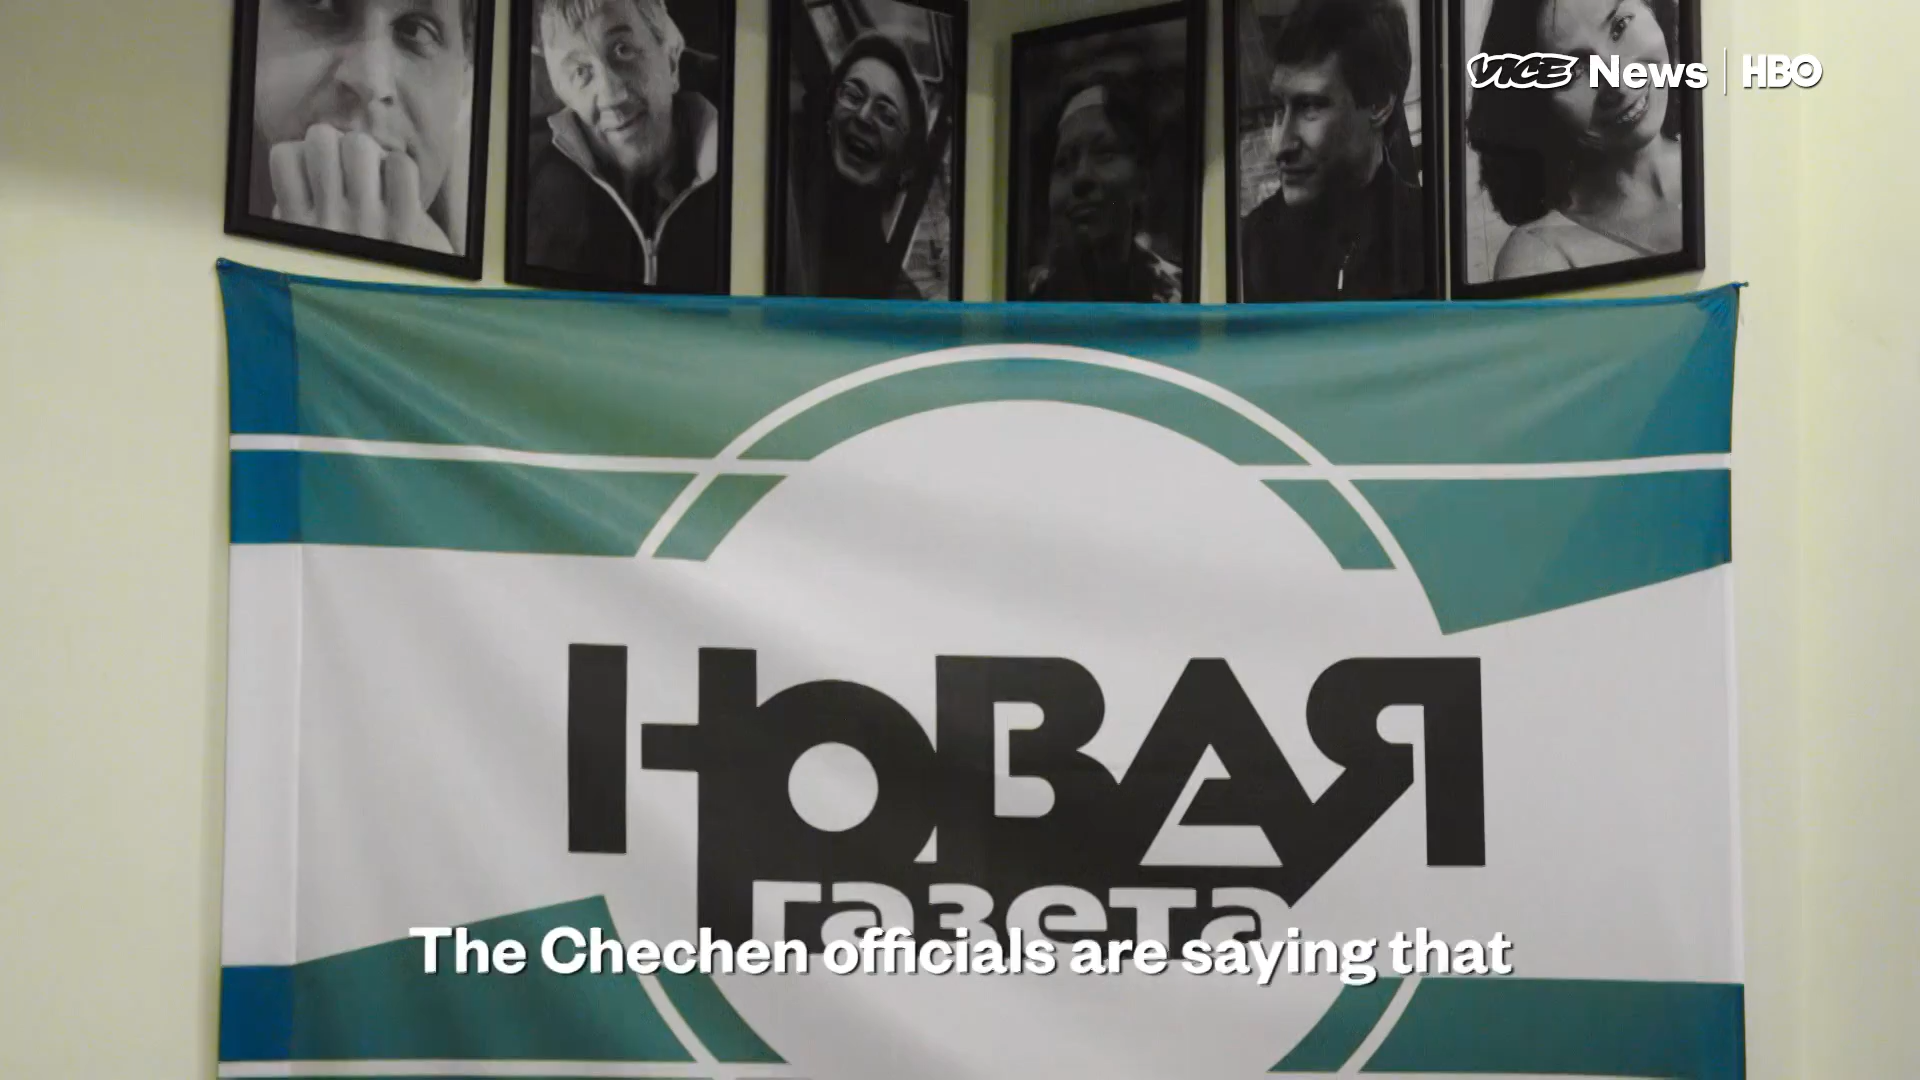 VICE News | HBO
НОВАЯ
газета
The Chechen officials are saying that